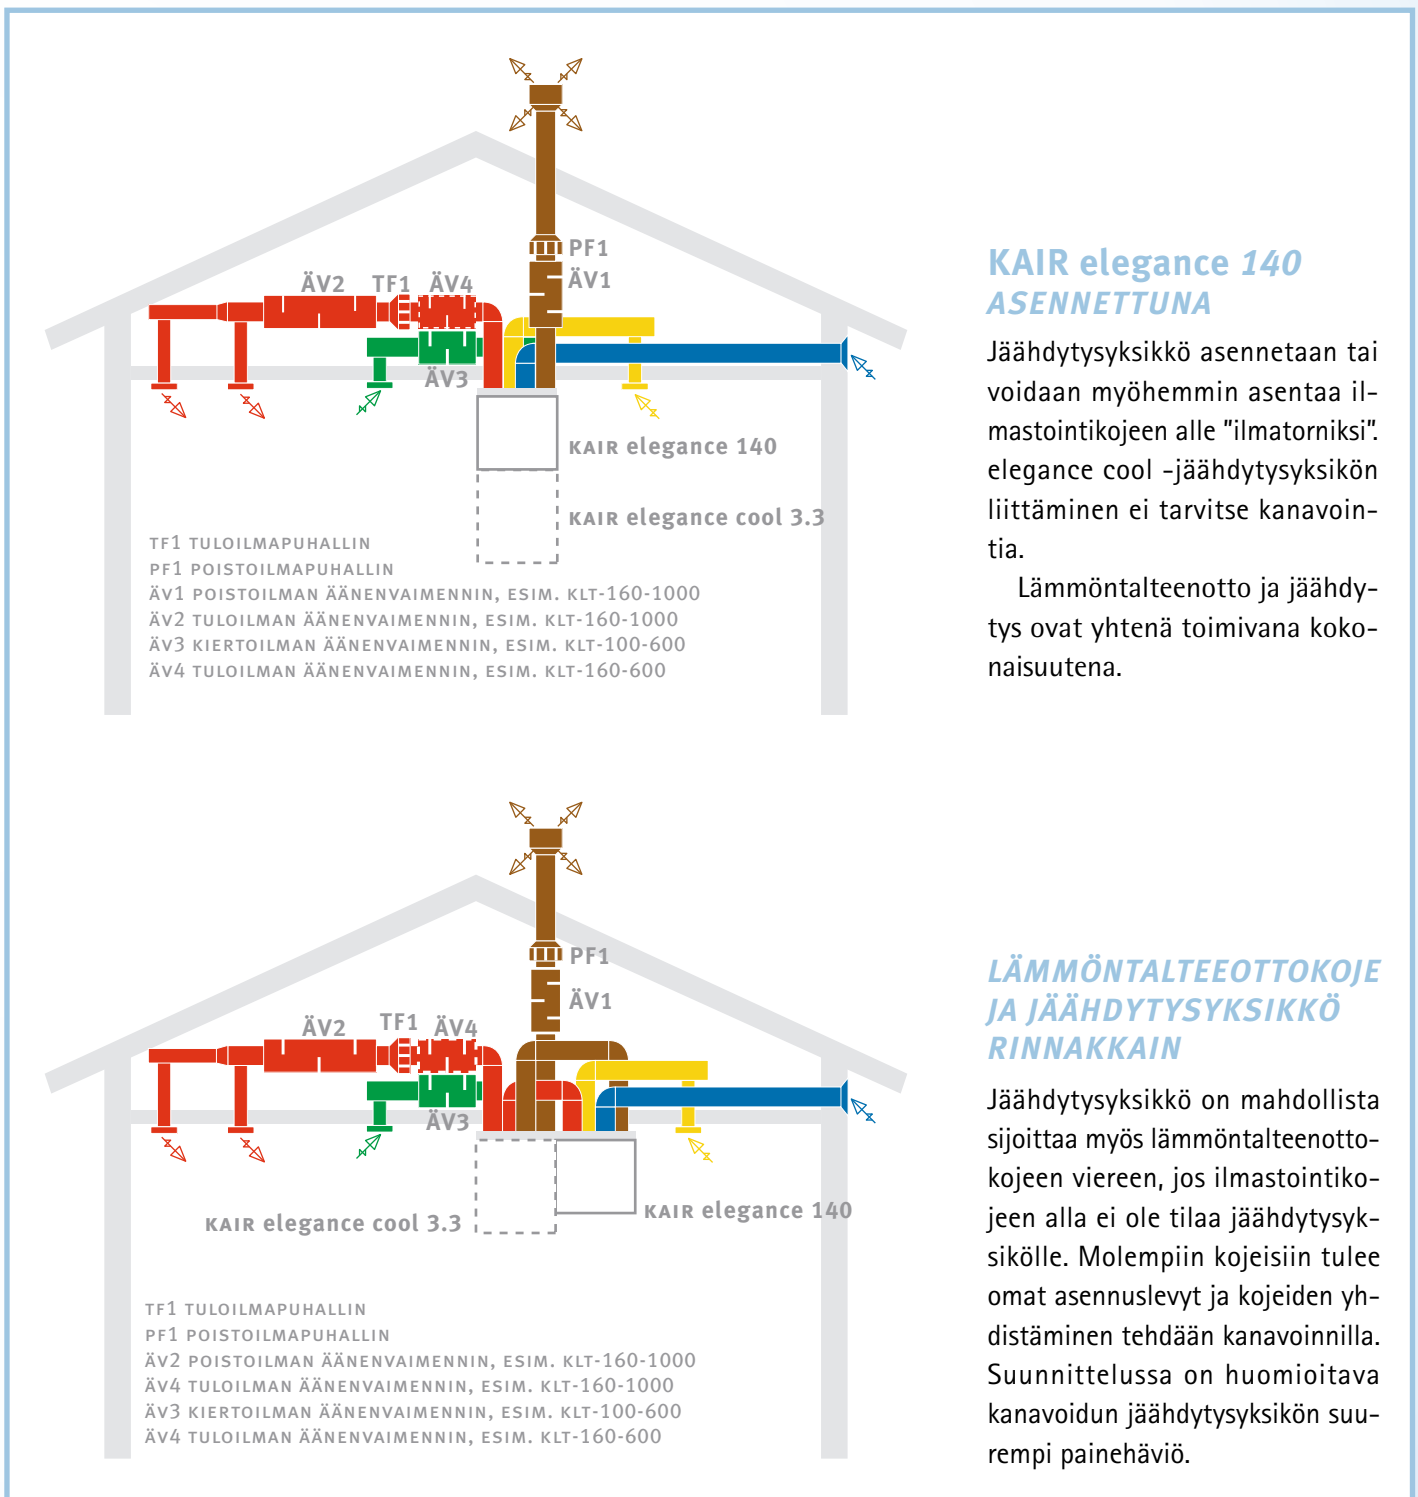 PF1
ÄV1
ÄV2
TF1
ÄV4
ÄV3
KAIR elegance 140
KAIR elegance cool 3.3
TF1 TULOILMAPUHALLIN
PF1 POISTOILMAPUHALLIN
ÄV1 POISTOILMAN ÄÄNENVAIMENNIN, ESIM. KLT-160-1000
ÄV2 TULOILMAN ÄÄNENVAIMENNIN, ESIM. KLT-160-1000
ÄV3 KIERTOILMAN ÄÄNENVAIMENNIN, ESIM. KLT-100-600
ÄV4 TULOILMAN ÄÄNENVAIMENNIN, ESIM. KLT-160-600
KAIR elegance 140
ASENNETTUNA
Jäähdytysyksikkö asennetaan tai
voidaan myöhemmin asentaa il-
mastointikojeen alle "ilmatorniksi".
elegance cool -jäähdytysyksikön
liittäminen ei tarvitse kanavoin-
tia.
Lämmöntalteenotto ja jäähdy-
tys ovat yhtenä toimivana koko-
naisuutena.
PF1
ÄV1
ÄV2
TF1
ÄV4
ÄV3
KAIR elegance 140
KAIR elegance cool 3.3
TF1 TULOILMAPUHALLIN
PF1 POISTOILMAPUHALLIN
ÄV2 POISTOILMAN ÄÄNENVAIMENNIN, ESIM. KLT-160-1000
ÄV4 TULOILMAN ÄÄNENVAIMENNIN, ESIM. KLT-160-1000
ÄV3 KIERTOILMAN ÄÄNENVAIMENNIN, ESIM. KLT-100-600
ÄV4 TULOILMAN ÄÄNENVAIMENNIN, ESIM. KLT-160-600
LÄMMÖNTALTEEOTTOKOJE
JA JÄÄHDYTYSYKSIKKÖ
RINNAKKAIN
Jäähdytysyksikkö on mahdollista
sijoittaa myös lämmöntalteenotto-
kojeen viereen, jos ilmastointiko-
jeen alla ei ole tilaa jäähdytysyk-
sikölle. Molempiin kojeisiin tulee
omat asennuslevyt ja kojeiden yh-
distäminen tehdään kanavoinnilla.
Suunnittelussa on huomioitava
kanavoidun jäähdytysyksikön suu-
rempi painehäviö.